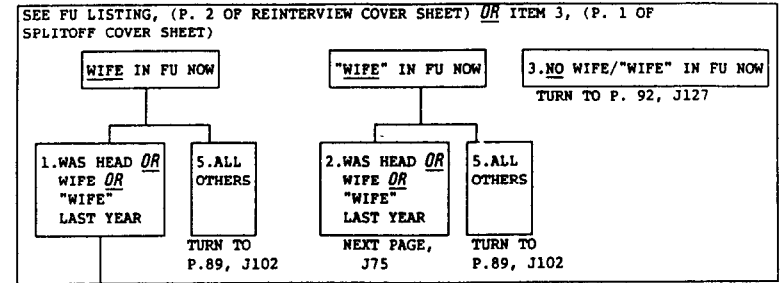 SEE FU LISTING, (P. 2 OF REINTERVIEW COVER SHEET) OR ITEM 3, (P. 1 OF
SPLITOFF COVER SHEET)
WIFE IN FU NOW
"WIFE" IN FU NOW
3.NO WIFE/"WIFE" IN FU NOW
TURN TO P. 92, J127
1.WAS HEAD OR
WIFE OR
"WIFE"
LAST YEAR
5.ALL
OTHERS
TURN TO
P.89, J102
2.WAS HEAD OR
WIFE OR
"WIFE"
LAST YEAR
NEXT PAGE,
J75
5.ALL
OTHERS
TURN TO
P.89, J102